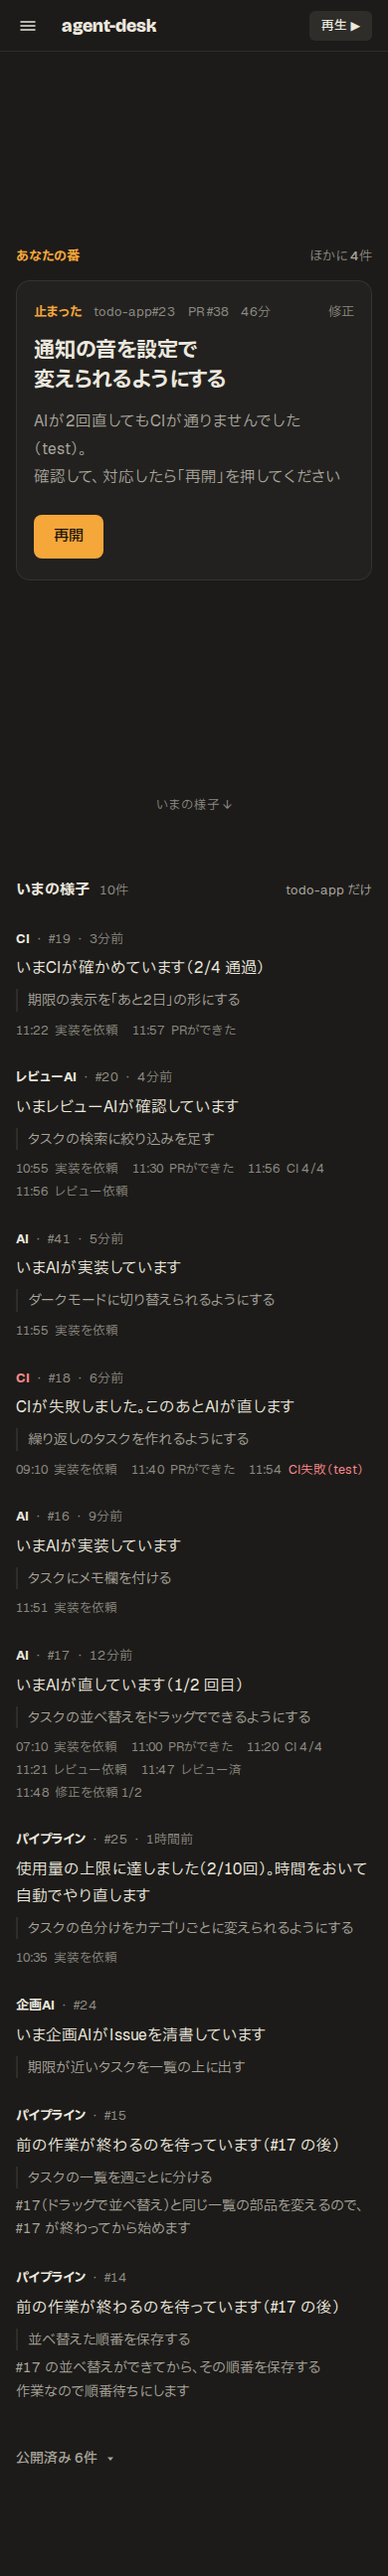 agent-desk
再生 ▶
あなたの番
ほかに4件
止まった todo-app#23 PR#38 46分 修正
通知の音を設定で
変えられるようにする
AIが2回直してもCIが通りませんでした
（test）。
確認して、対応したら「再開」を押してください
再開
いまの様子 ↓
いまの様子 10件
todo-app だけ
CI · #19 · 3分前
いまCIが確かめています（2/4 通過）
期限の表示を「あと2日」の形にする
11:22 実装を依頼 11:57 PRができた
レビューAI · #20 · 4分前
いまレビューAIが確認しています
タスクの検索に絞り込みを足す
10:55 実装を依頼 11:30 PRができた 11:56 CI 4/4
11:56 レビュー依頼
AI · #41 · 5分前
いまAIが実装しています
ダークモードに切り替えられるようにする
11:55 実装を依頼
CI · #18 · 6分前
CIが失敗しました。このあとAIが直します
繰り返しのタスクを作れるようにする
09:10 実装を依頼 11:40 PRができた 11:54 CI失敗（test）
AI · #16 · 9分前
いまAIが実装しています
タスクにメモ欄を付ける
11:51 実装を依頼
AI · #17 · 12分前
いまAIが直しています（1/2 回目）
タスクの並べ替えをドラッグでできるようにする
07:10 実装を依頼 11:00 PRができた 11:20 CI 4/4
11:21 レビュー依頼 11:47 レビュー済
11:48 修正を依頼 1/2
パイプライン · #25 · 1時間前
使用量の上限に達しました（2/10回）。時間をおいて
自動でやり直します
タスクの色分けをカテゴリごとに変えられるようにする
10:35 実装を依頼
企画AI · #24
いま企画AIがIssueを清書しています
期限が近いタスクを一覧の上に出す
パイプライン · #15
前の作業が終わるのを待っています（#17 の後）
タスクの一覧を週ごとに分ける
#17（ドラッグで並べ替え）と同じ一覧の部品を変えるので、
#17 が終わってから始めます
パイプライン · #14
前の作業が終わるのを待っています（#17 の後）
並べ替えた順番を保存する
#17 の並べ替えができてから、その順番を保存する
作業なので順番待ちにします
公開済み 6件